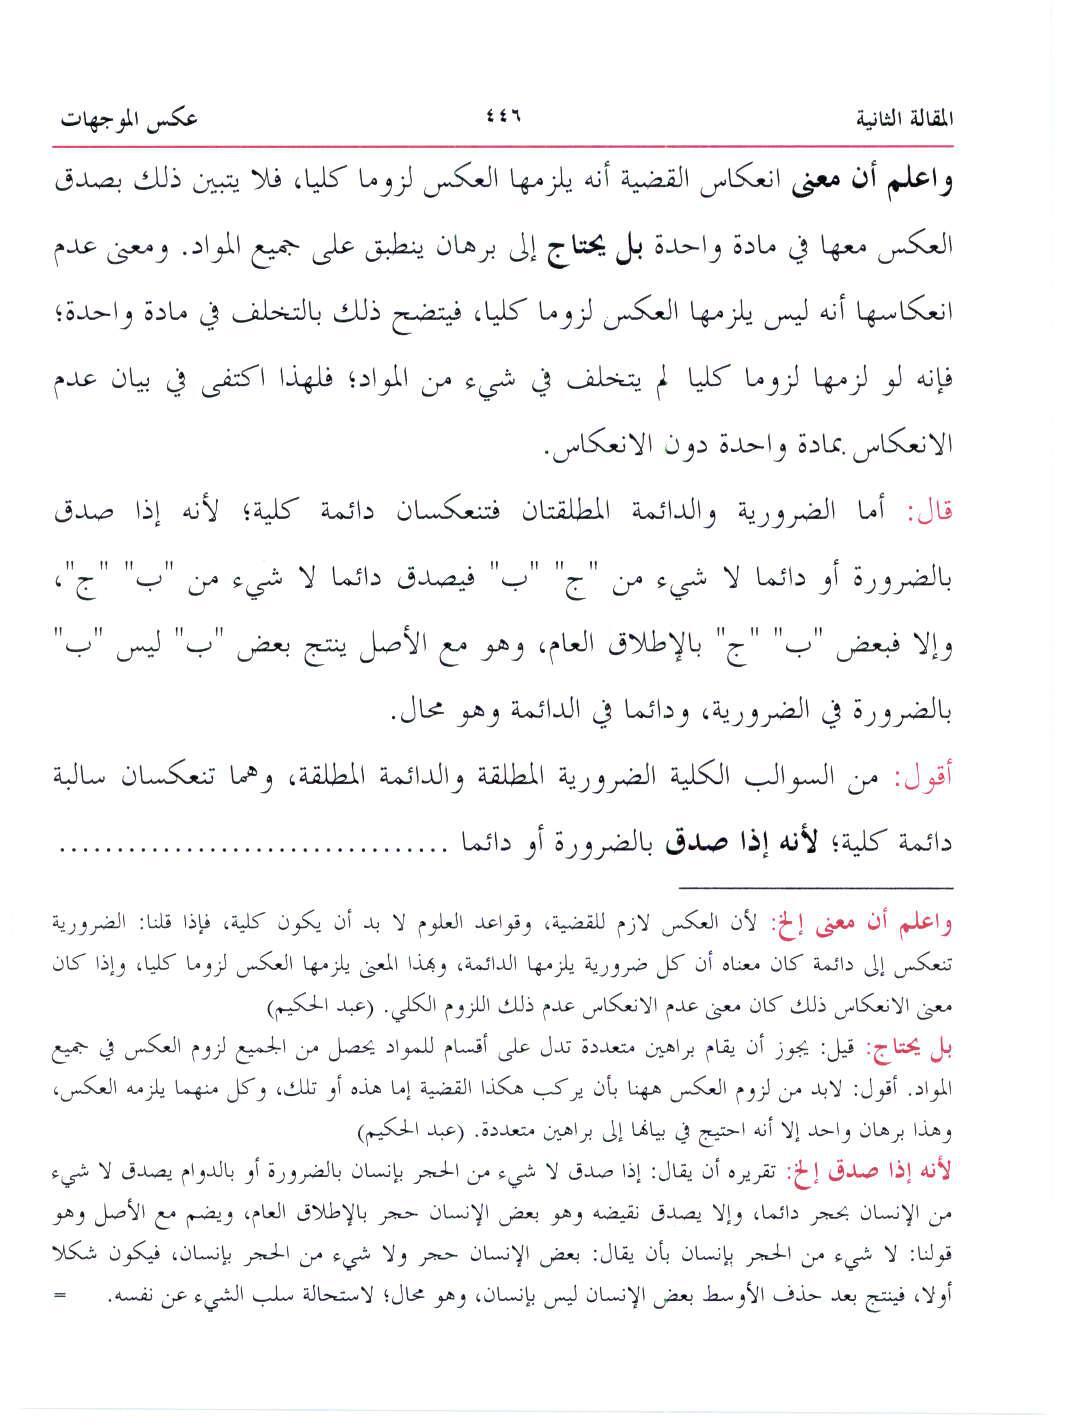 المقالة الثانية ٤٤٦ عكس الموجهات
واعلم أن معنى انعكاس القضية أنه يلزمها العكس لزوما كليا، فلا يتبين ذلك بصدق
العكس معها في مادة واحدة بل يحتاج إلى برهان ينطبق على جميع المواد. ومعنى عدم
انعكاسها أنه ليس يلزمها العكس لزوما كليا، فيتضح ذلك بالتخلف في مادة واحدة؛
فإنه لو لزمها لزوما كليا لم يتخلف في شيء من المواد؛ فلهذا اكتفى في بيان عدم
الانعكاس بمادة واحدة دون الانعكاس.
قال: أما الضرورية والدائمة المطلقتان فتنعكسان دائمة كلية؛ لأنه إذا صدق
بالضرورة أو دائما لا شيء من "ج" "ب" فيصدق دائما لا شيء من "ب" "ج"،
وإلا فبعض "ب" "ج" بالإطلاق العام، وهو مع الأصل ينتج بعض "ب" ليس "ب"
بالضرورة في الضرورية، ودائما في الدائمة وهو محال.
أقول: من السوالب الكلية الضرورية المطلقة والدائمة المطلقة، وهما تنعكسان سالبة
دائمة كلية؛ لأنه إذا صدق بالضرورة أو دائما ..................................
واعلم أن معنى إلخ: لأن العكس لازم للقضية، وقواعد العلوم لا بد أن يكون كلية، فإذا قلنا: الضرورية
تنعكس إلى دائمة كان معناه أن كل ضرورية يلزمها الدائمة، وبهذا المعنى يلزمها العكس لزوما كليا، وإذا كان
معنى الانعكاس ذلك كان معنى عدم الانعكاس عدم ذلك اللزوم الكلي. (عبد الحكيم)
بل يحتاج: قيل: يجوز أن يقام براهين متعددة تدل على أقسام للمواد يحصل من الجميع لزوم العكس في جميع
المواد. أقول: لابد من لزوم العكس ههنا بأن يركب هكذا القضية إما هذه أو تلك، وكل منهما يلزمه العكس،
وهذا برهان واحد إلا أنه احتيج في بيانها إلى براهين متعددة. (عبد الحكيم)
لأنه إذا صدق إلخ: تقريره أن يقال: إذا صدق لا شيء من الحجر بإنسان بالضرورة أو بالدوام يصدق لا شيء
من الإنسان بحجر دائما، وإلا يصدق نقيضه وهو بعض الإنسان حجر بالإطلاق العام، ويضم مع الأصل وهو
قولنا: لا شيء من الحجر بإنسان بأن يقال: بعض الإنسان حجر ولا شيء من الحجر بإنسان، فيكون شكلا
أولا، فينتج بعد حذف الأوسط بعض الإنسان ليس بإنسان، وهو محال؛ لاستحالة سلب الشيء عن نفسه. =